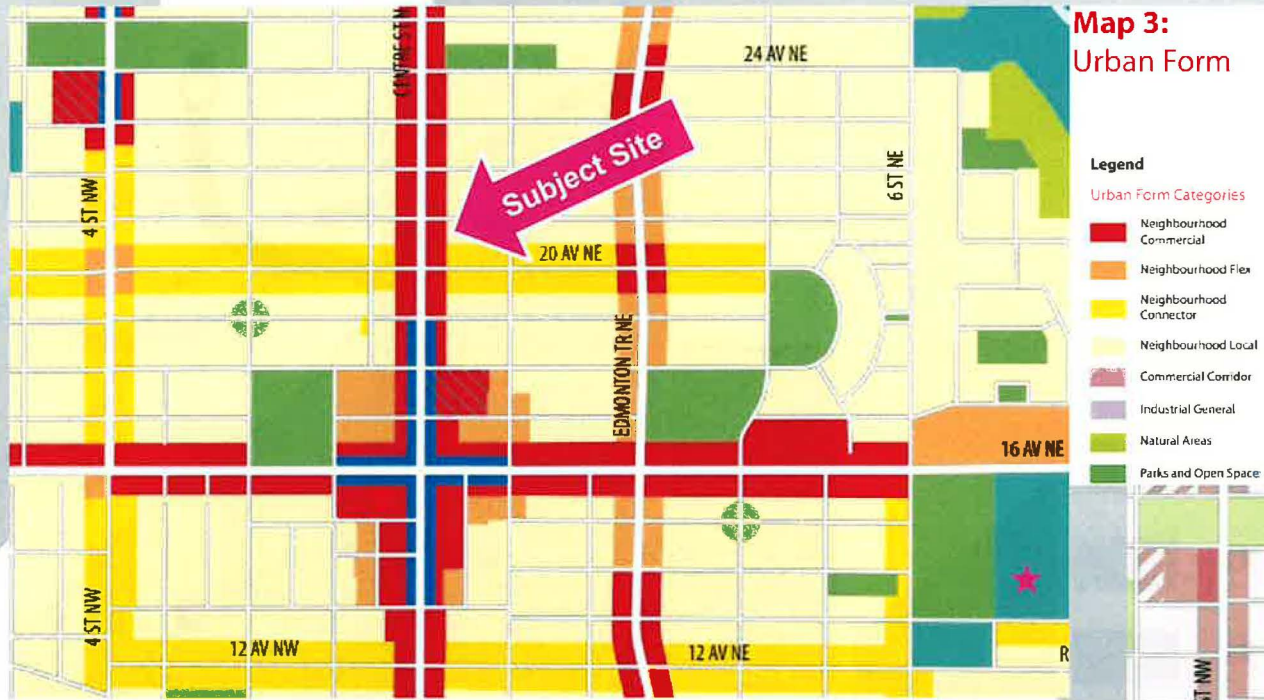 Map 3:
Urban Form
CENTRE ST N
24 AV NE
Subject Site
4 ST NW
6 ST NE
20 AV NE
EDMONTON TR NE
16 AV NE
4 ST NW
12 AV NW
12 AV NE
R
Legend
Urban Form Categories
Neighbourhood
Commercial
Neighbourhood Flex
Neighbourhood
Connector
Neighbourhood Local
Commercial Corridor
Industrial General
Natural Areas
Parks and Open Space
T NW